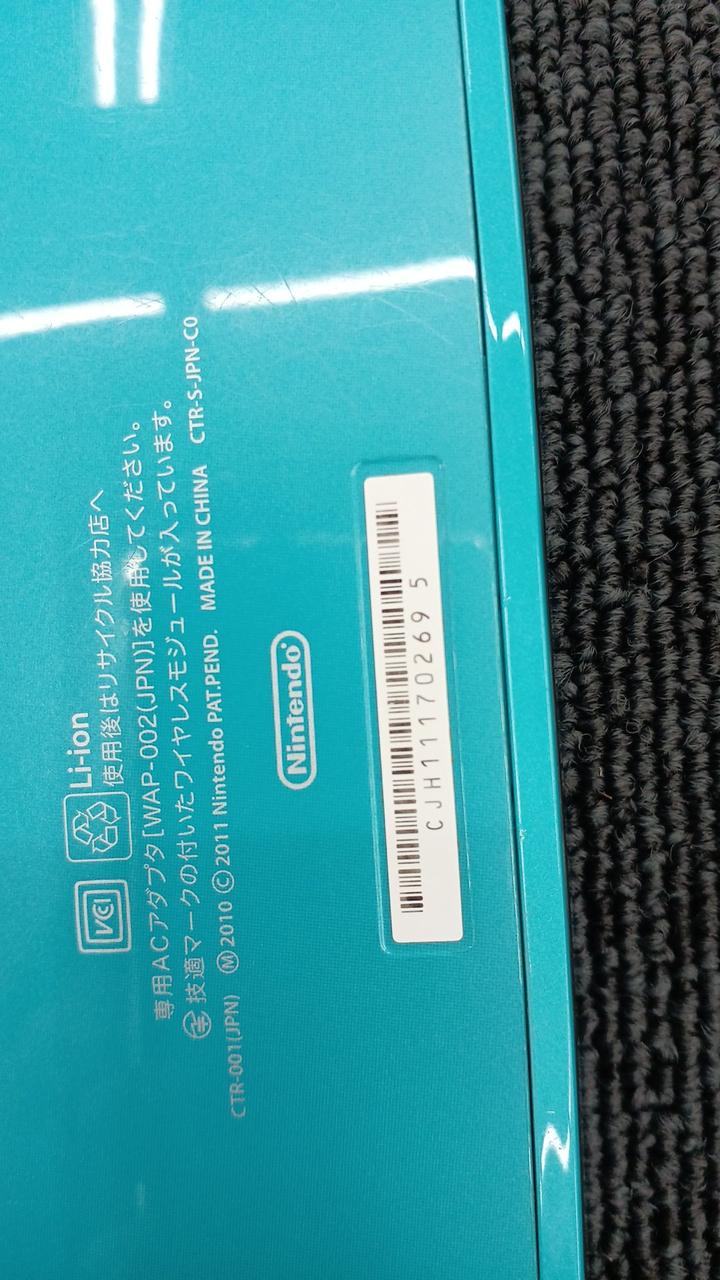 VCI
Li-ion
使用後はリサイクル協力店へ
専用ACアダプタ[WAP-002(JPN)]を使用してください。
技適マークの付いたワイヤレスモジュールが入っています。
CTR-001(JPN) Ⓜ2010 ©2011 Nintendo PAT.PEND. MADE IN CHINA CTR-S-JPN-C0
Nintendo
CJH11170269 5